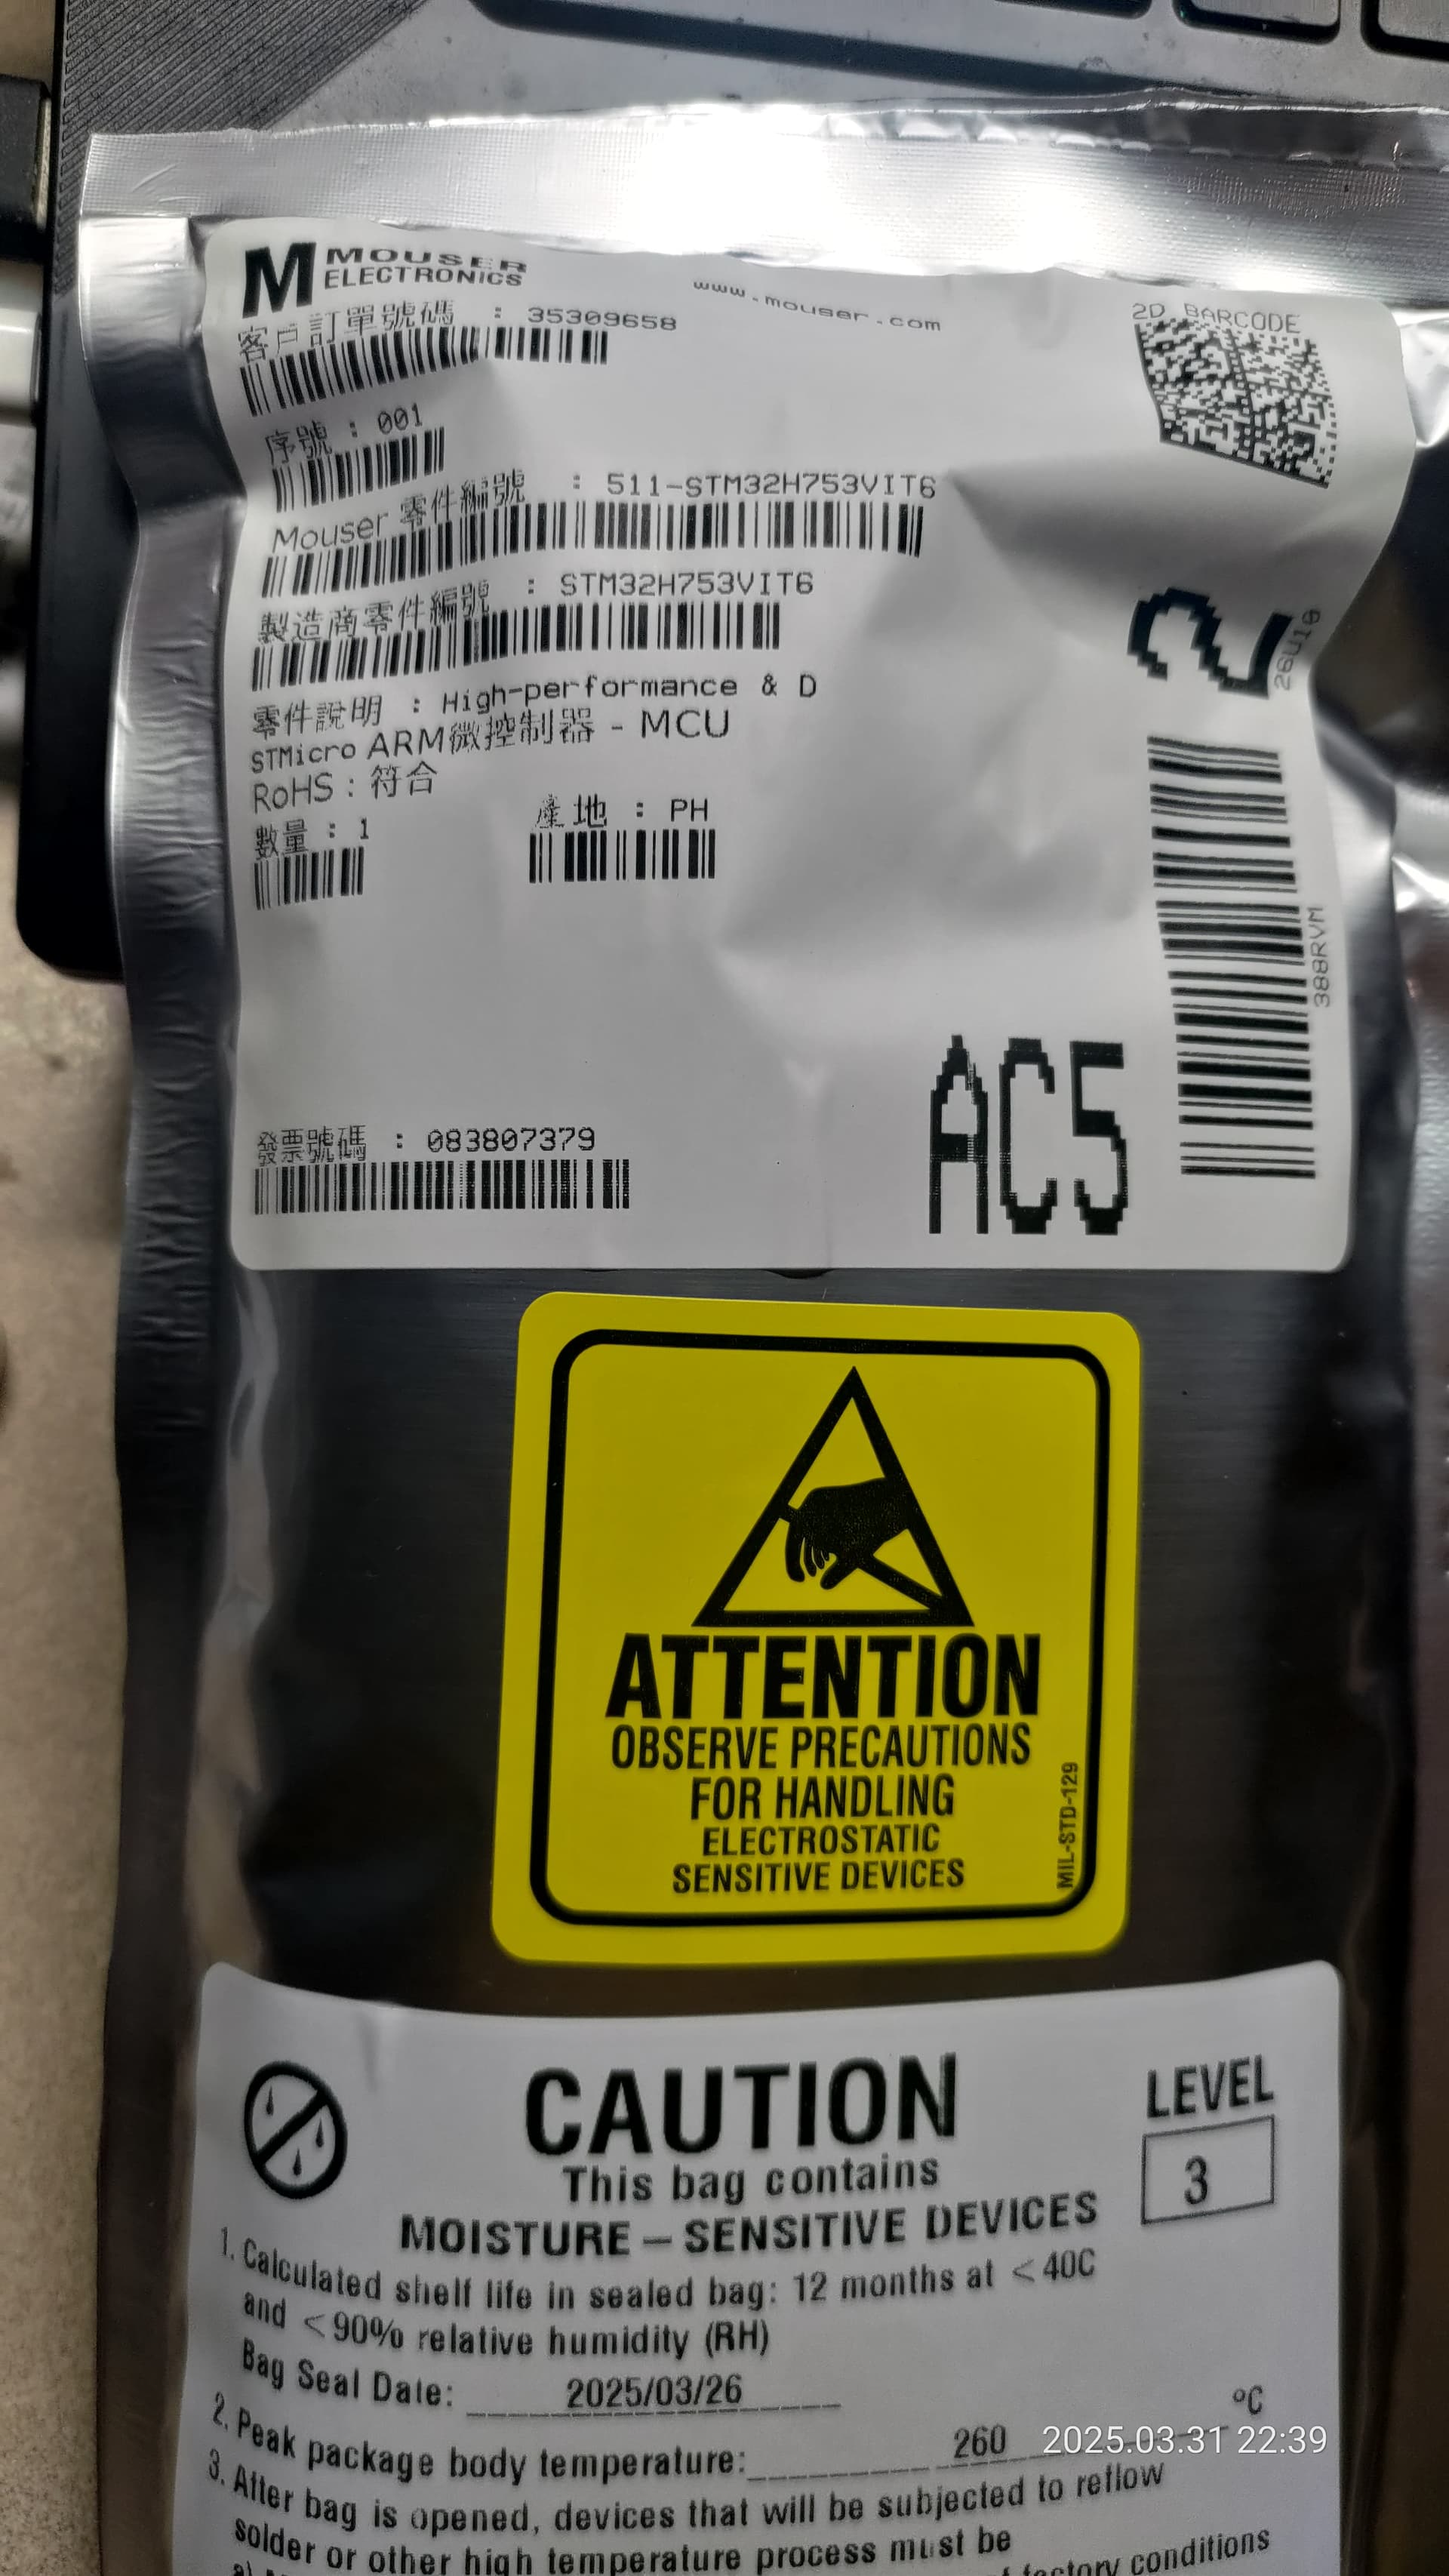 M MOUSER
ELECTRONICS
www.mouser.com
2D BARCODE
客戶訂單號碼 : 35309658
序號 : 001
Mouser 零件編號 : 511-STM32H753VIT6
製造商零件編號 : STM32H753VIT6
零件說明 : High-performance & D
STMicro ARM微控制器 - MCU
RoHS : 符合
數量 : 1
產地 : PH
2
26U10
388RVM
AC5
發票號碼 : 083807379
ATTENTION
OBSERVE PRECAUTIONS
FOR HANDLING
ELECTROSTATIC
SENSITIVE DEVICES
MIL-STD-129
CAUTION
This bag contains
MOISTURE – SENSITIVE DEVICES
LEVEL
3
1. Calculated shelf life in sealed bag: 12 months at < 40C
and < 90% relative humidity (RH)
Bag Seal Date: 2025/03/26
2. Peak package body temperature: 260 °C
3. After bag is opened, devices that will be subjected to reflow
solder or other high temperature process must be
a)
factory conditions
2025.03.31 22:39